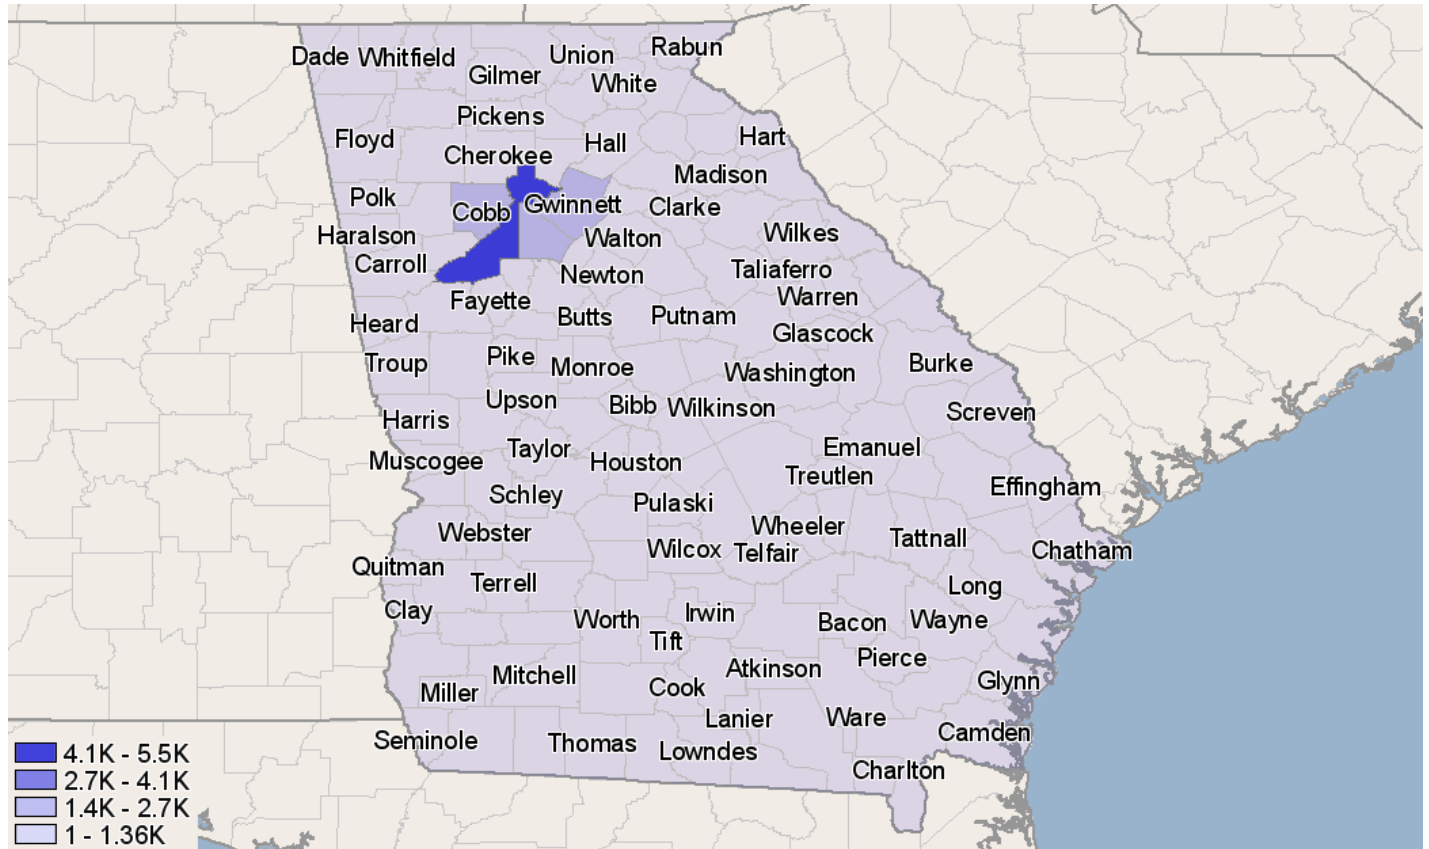 Dade Whitfield
Union
Rabun
Gilmer
White
Pickens
Floyd
Hall
Hart
Cherokee
Madison
Polk
Cobb
Gwinnett
Clarke
Haralson
Walton
Wilkes
Carroll
Newton
Taliaferro
Fayette
Warren
Heard
Butts
Putnam
Glascock
Troup
Pike
Monroe
Washington
Burke
Upson
Bibb
Wilkinson
Screven
Harris
Taylor
Emanuel
Muscogee
Houston
Treutlen
Effingham
Schley
Pulaski
Webster
Wheeler
Tattnall
Wilcox
Telfair
Chatham
Quitman
Terrell
Long
Clay
Worth
Irwin
Bacon
Wayne
Tift
Pierce
Mitchell
Atkinson
Miller
Cook
Glynn
Lanier
Ware
Camden
Seminole
Thomas
Lowndes
Charlton
4.1K - 5.5K
2.7K - 4.1K
1.4K - 2.7K
1 - 1.36K